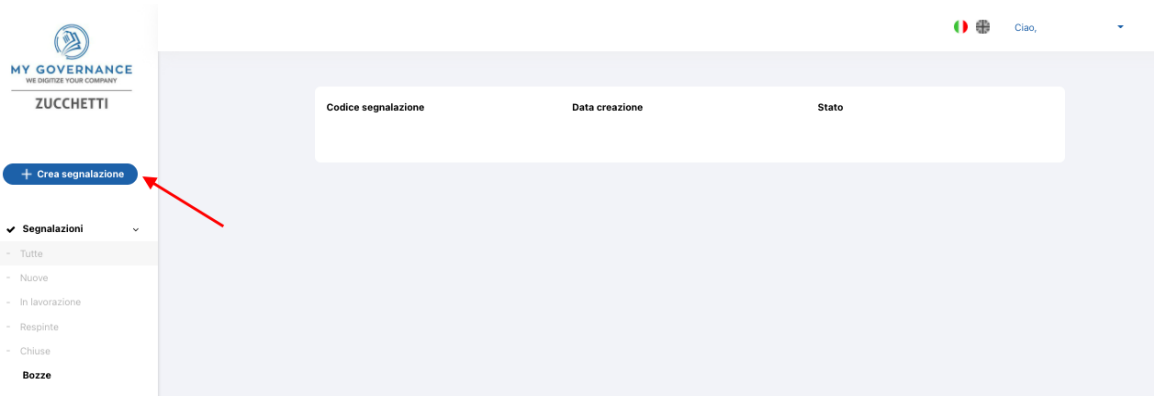 MY GOVERNANCE
WE DIGITIZE YOUR COMPANY
ZUCCHETTI
Ciao,
Codice segnalazione Data creazione Stato
+ Crea segnalazione
Segnalazioni
- Tutte
- Nuove
- In lavorazione
- Respinte
- Chiuse
Bozze